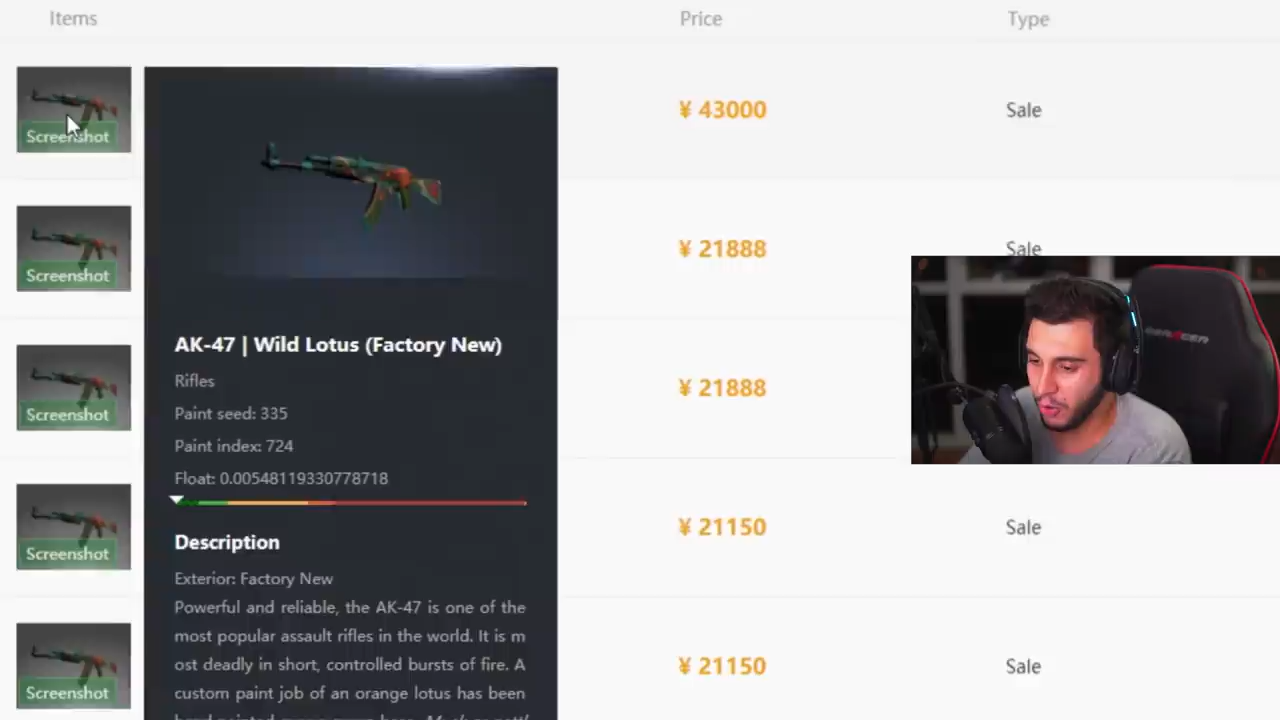 Items Price Type
Screenshot
¥ 43000 Sale
Screenshot
¥ 21888 Sale
Screenshot
¥ 21888
Screenshot
¥ 21150 Sale
Screenshot
¥ 21150 Sale
AK-47 | Wild Lotus (Factory New)
Rifles
Paint seed: 335
Paint index: 724
Float: 0.00548119330778718
Description
Exterior: Factory New
Powerful and reliable, the AK-47 is one of the
most popular assault rifles in the world. It is m
ost deadly in short, controlled bursts of fire. A
custom paint job of an orange lotus has been